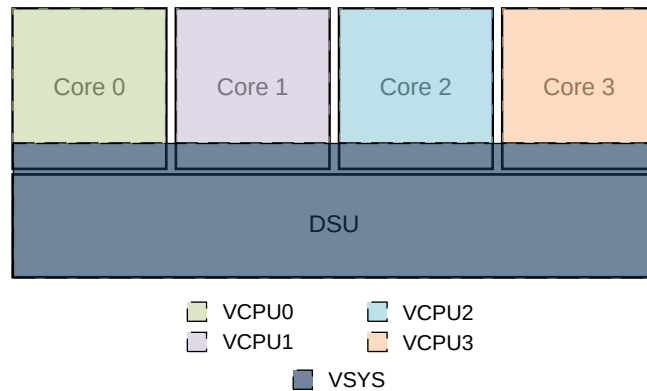 Core 0 Core 1 Core 2 Core 3
DSU
VCPU0 VCPU2
VCPU1 VCPU3
VSYS